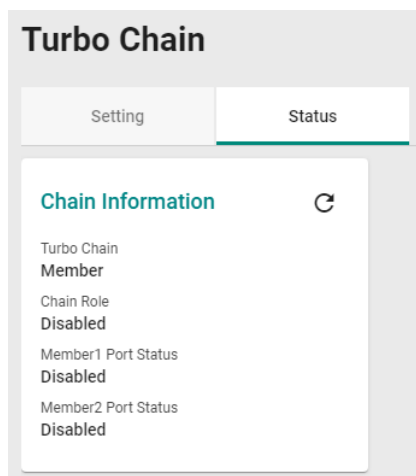 Turbo Chain
Setting Status
Chain Information
Turbo Chain
Member
Chain Role
Disabled
Member1 Port Status
Disabled
Member2 Port Status
Disabled